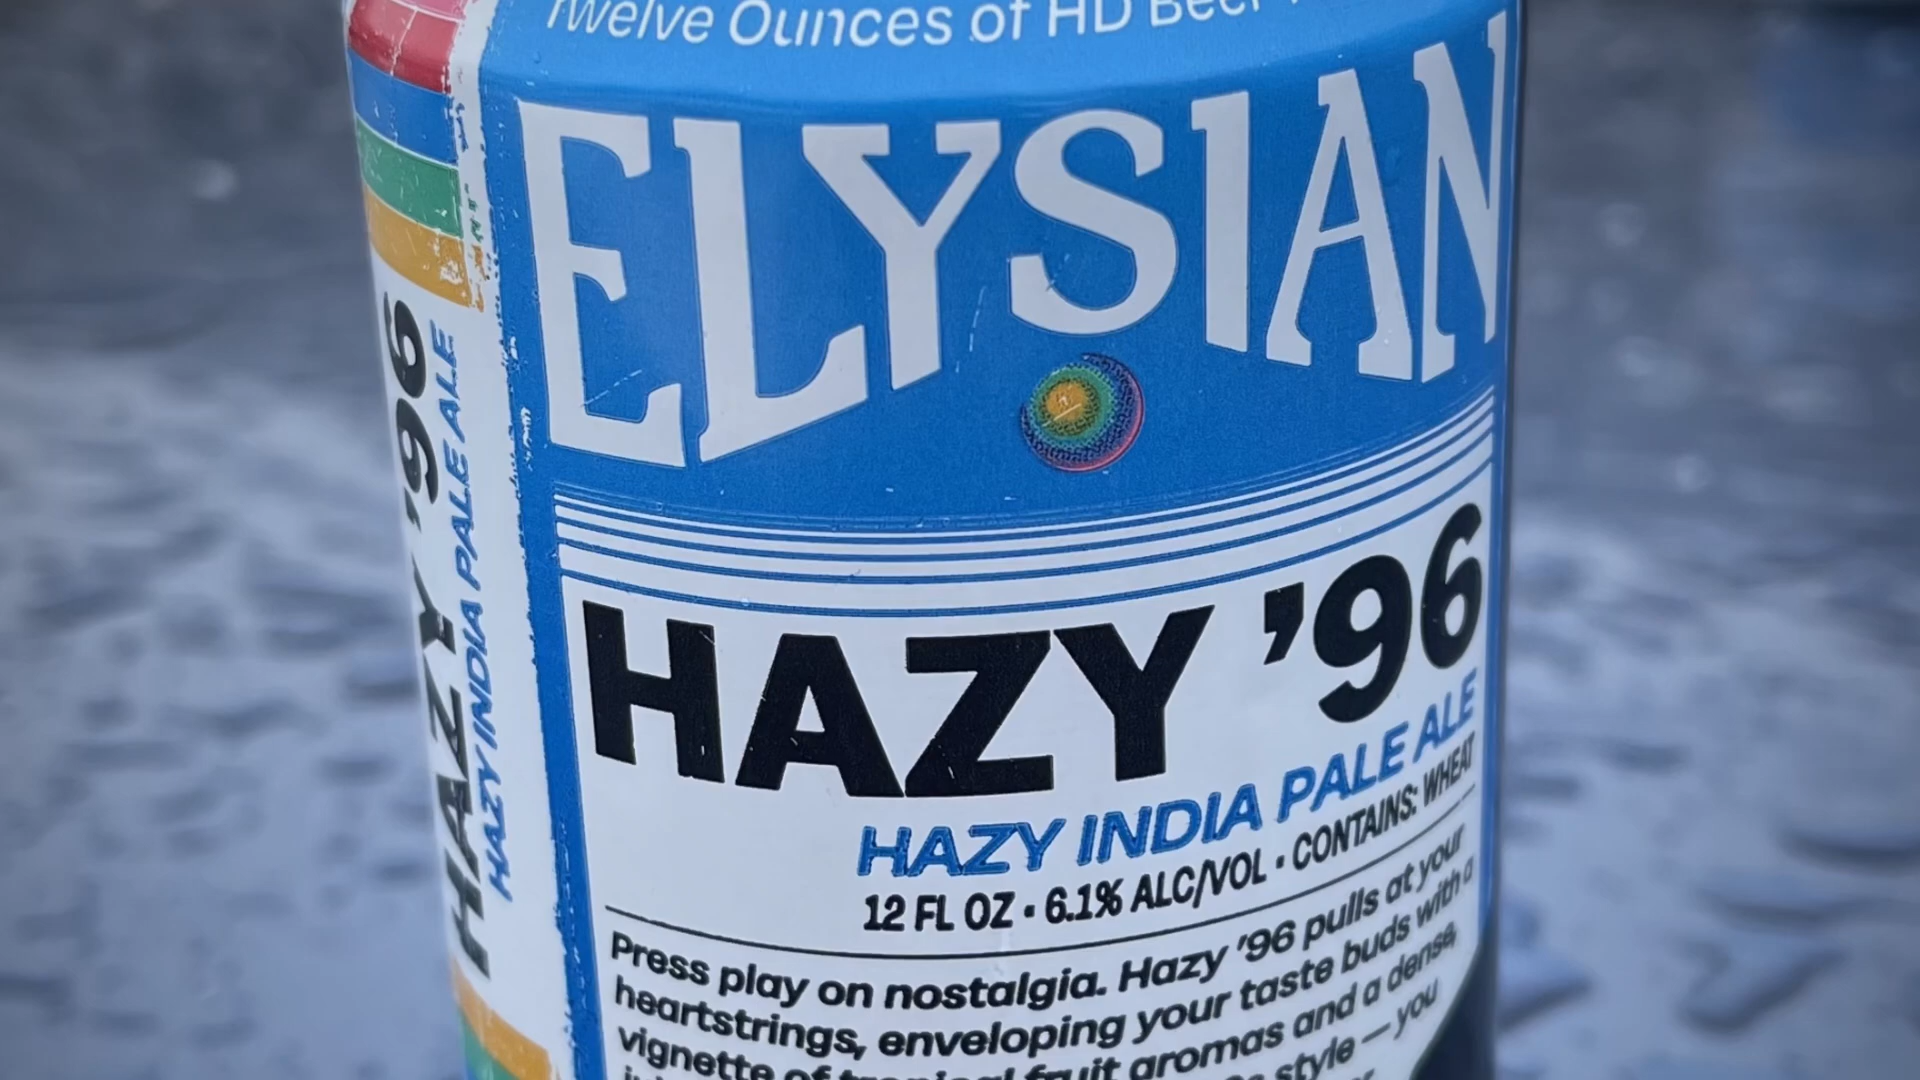 Twelve Ounces of HD Beer
ELYSIAN
HAZY '96
HAZY INDIA PALE ALE
12 FL OZ • 6.1% ALC/VOL • CONTAINS: WHEAT
Press play on nostalgia. Hazy '96 pulls at your
heartstrings, enveloping your taste buds with a
vignette of tropical fruit aromas and a dense,
style — you
HAZY '96
HAZY INDIA PALE ALE